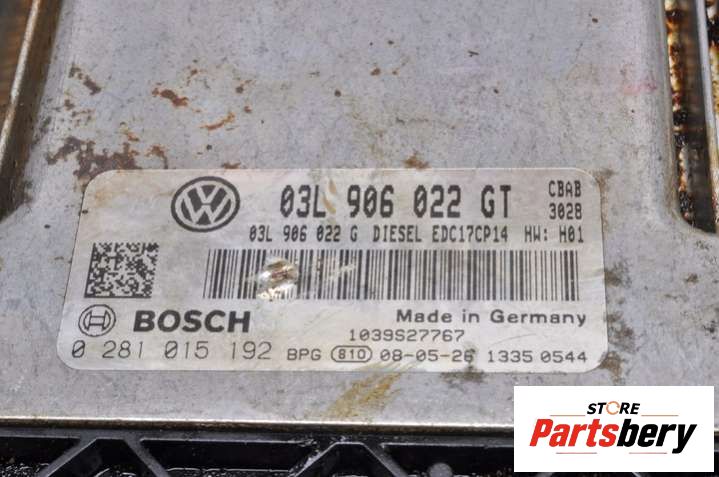 03L 906 022 GT CBAB
3028
03L 906 022 G DIESEL EDC17CP14 HW: H01
BOSCH
Made in Germany
1039S27767
0 281 015 192 BPG 810 08-05-26 1335 0544
STORE
Partsbery